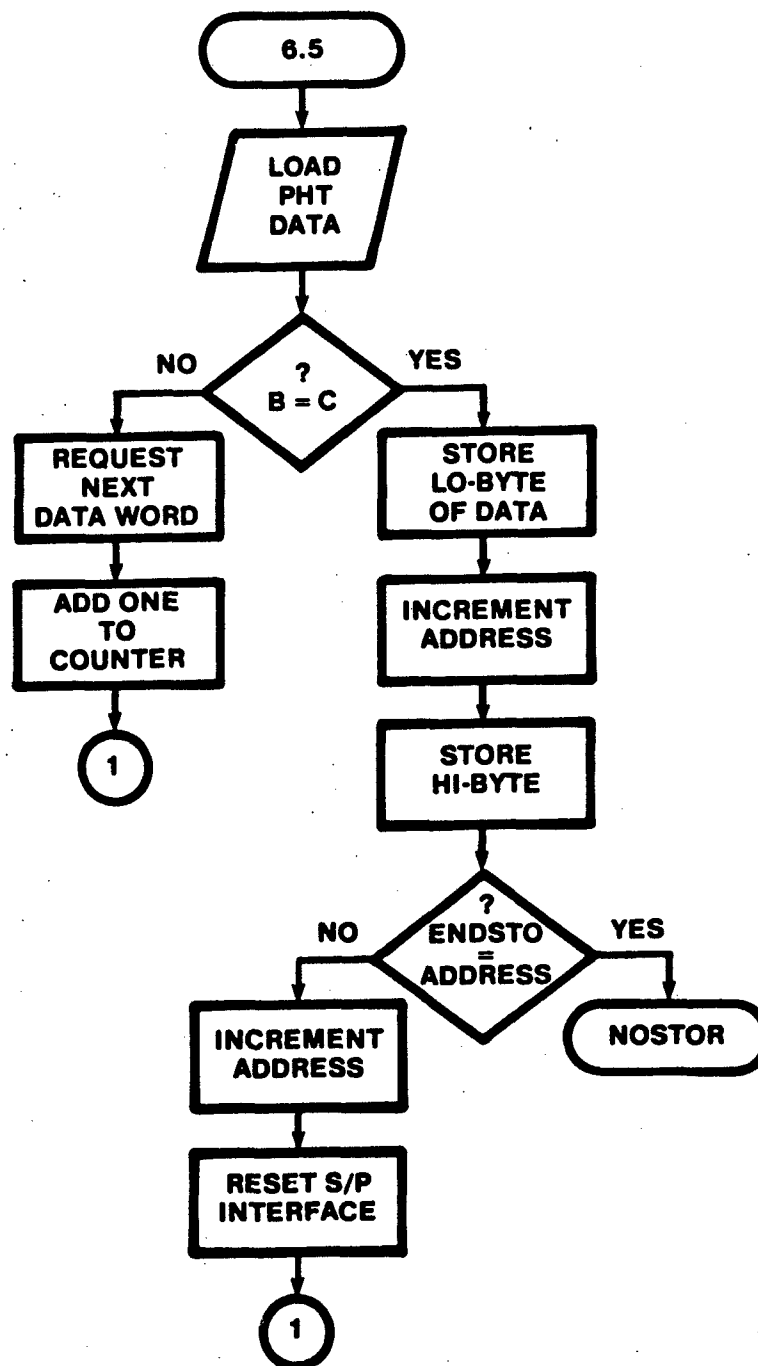 6.5
LOAD
PHT
DATA
NO
YES
?
B = C
REQUEST
NEXT
DATA WORD
STORE
LO-BYTE
OF DATA
ADD ONE
TO
COUNTER
INCREMENT
ADDRESS
1
STORE
HI-BYTE
NO
YES
?
ENDSTO
=
ADDRESS
INCREMENT
ADDRESS
NOSTOR
RESET S/P
INTERFACE
1